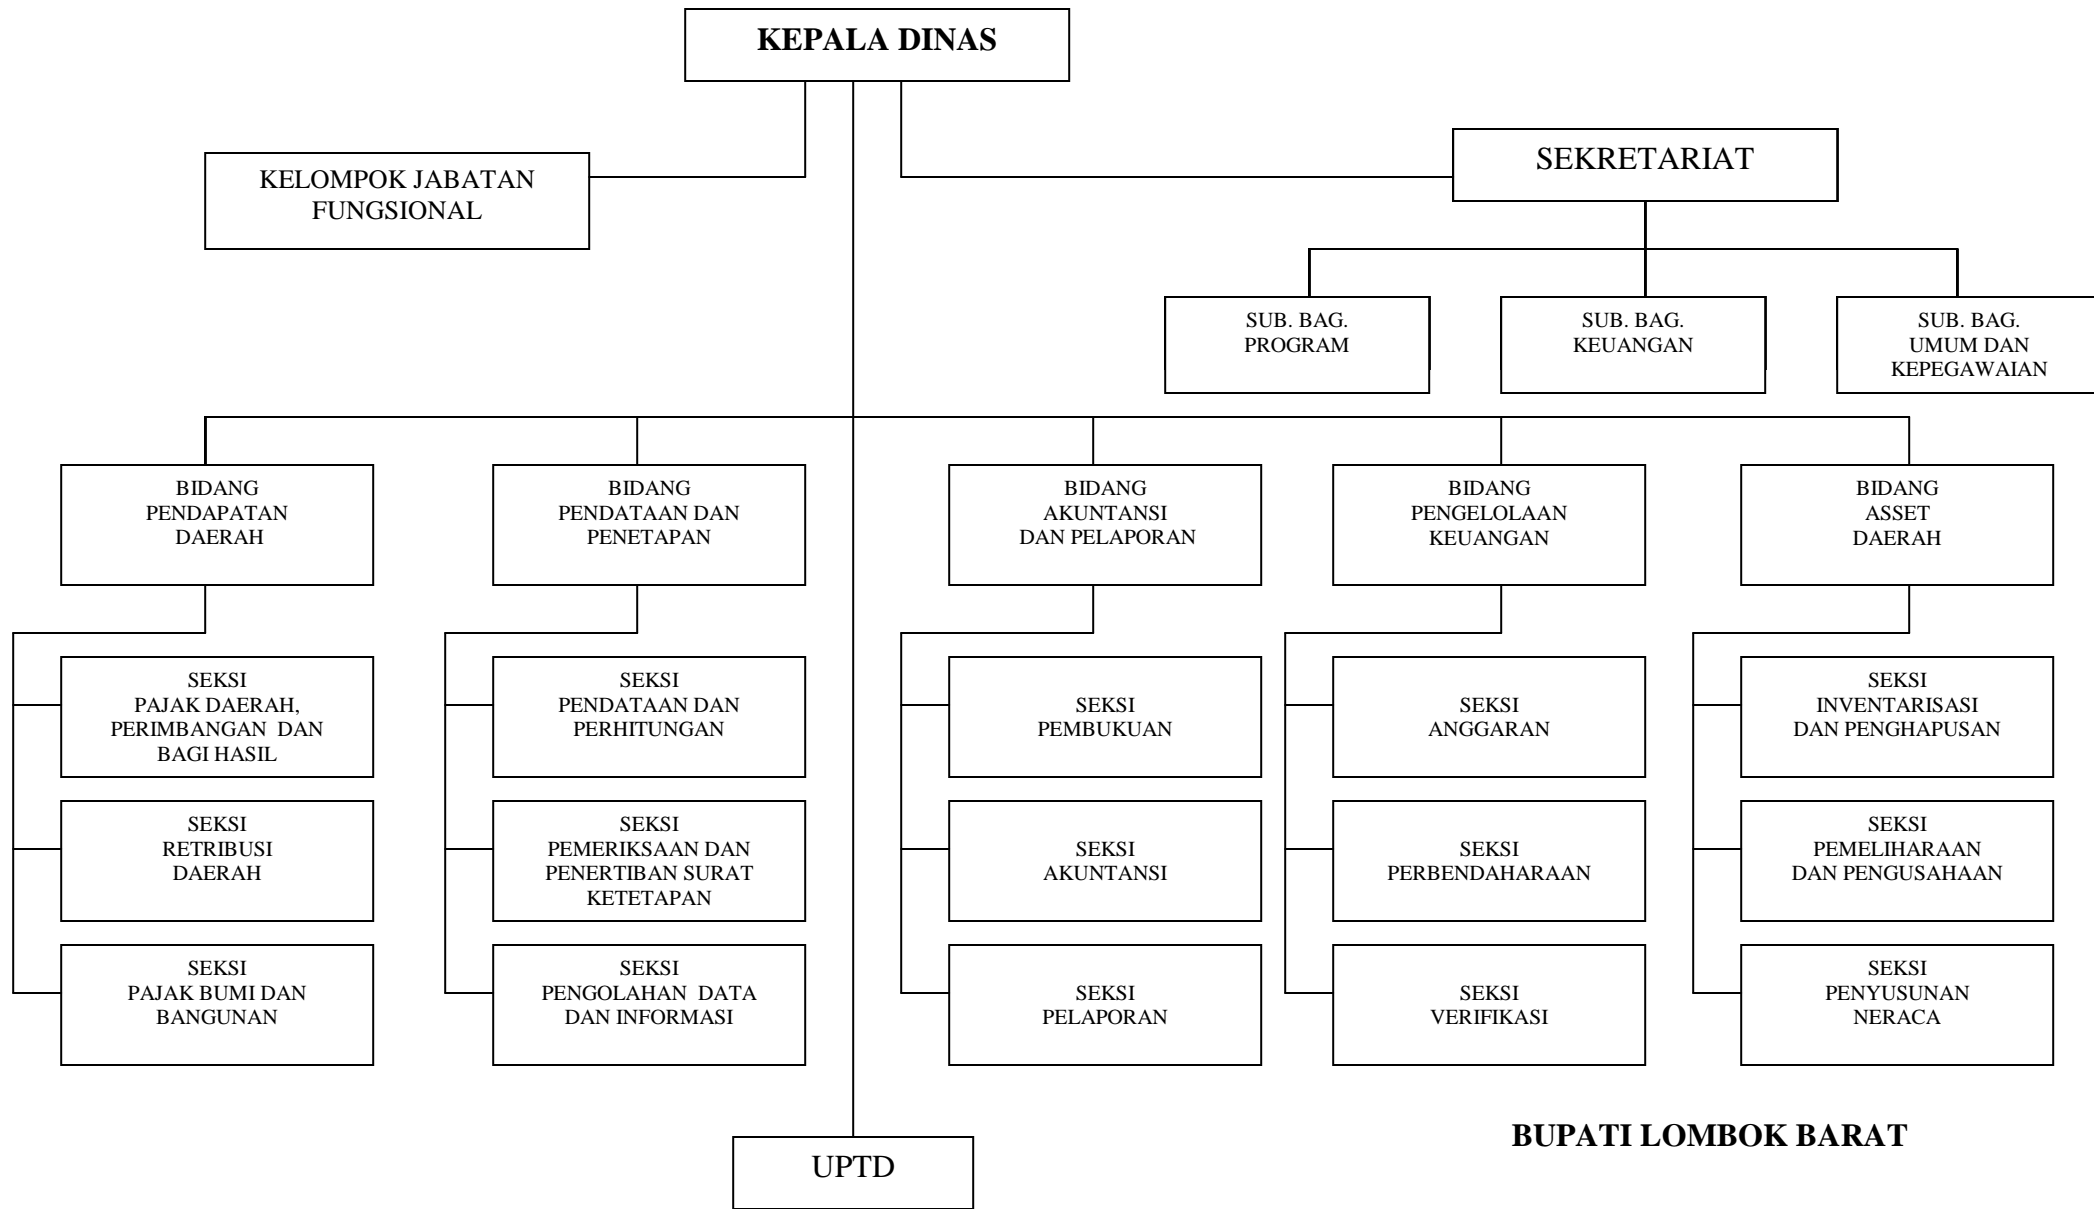 KEPALA DINAS
KELOMPOK JABATAN
FUNGSIONAL
SEKRETARIAT
SUB. BAG.
PROGRAM
SUB. BAG.
KEUANGAN
SUB. BAG.
UMUM DAN
KEPEGAWAIAN
BIDANG
PENDAPATAN
DAERAH
BIDANG
PENDATAAN DAN
PENETAPAN
BIDANG
AKUNTANSI
DAN PELAPORAN
BIDANG
PENGELOLAAN
KEUANGAN
BIDANG
ASSET
DAERAH
SEKSI
PAJAK DAERAH,
PERIMBANGAN DAN
BAGI HASIL
SEKSI
PENDATAAN DAN
PERHITUNGAN
SEKSI
PEMBUKUAN
SEKSI
ANGGARAN
SEKSI
INVENTARISASI
DAN PENGHAPUSAN
SEKSI
RETRIBUSI
DAERAH
SEKSI
PEMERIKSAAN DAN
PENERTIBAN SURAT
KETETAPAN
SEKSI
AKUNTANSI
SEKSI
PERBENDAHARAAN
SEKSI
PEMELIHARAAN
DAN PENGUSAHAAN
SEKSI
PAJAK BUMI DAN
BANGUNAN
SEKSI
PENGOLAHAN DATA
DAN INFORMASI
SEKSI
PELAPORAN
SEKSI
VERIFIKASI
SEKSI
PENYUSUNAN
NERACA
BUPATI LOMBOK BARAT
UPTD